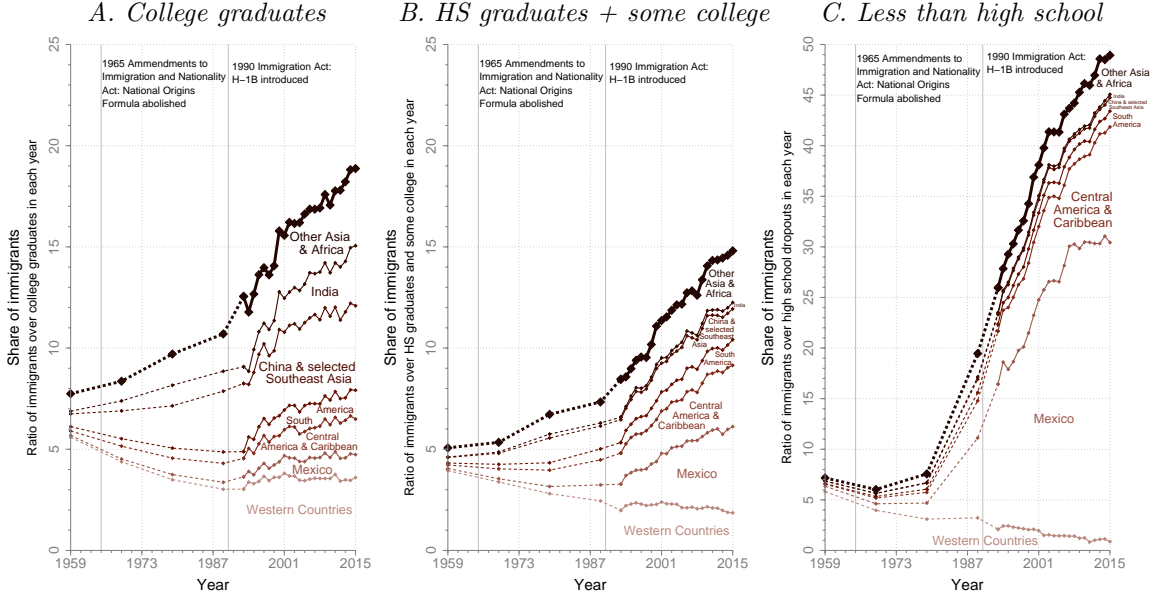 A. College graduates
Share of immigrants
Ratio of immigrants over college graduates in each year
25
20
15
10
5
0
1965 Ammendments to
Immigration and Nationality
Act: National Origins
Formula abolished
1990 Immigration Act:
H−1B introduced
Other Asia
& Africa
India
China & selected
Southeast Asia
South
America
Central
America & Caribbean
Mexico
Western Countries
1959
1973
1987
2001
2015
Year
B. HS graduates + some college
Share of immigrants
Ratio of immigrants over HS graduates and some college in each year
25
20
15
10
5
0
1965 Ammendments to
Immigration and Nationality
Act: National Origins
Formula abolished
1990 Immigration Act:
H−1B introduced
Other
Asia &
Africa
India
China &
selected
Southeast
Asia
South
America
Central
America &
Caribbean
Mexico
Western Countries
1959
1973
1987
2001
2015
Year
C. Less than high school
Share of immigrants
Ratio of immigrants over high school dropouts in each year
50
45
40
35
30
25
20
15
10
5
0
1965 Ammendments to
Immigration and Nationality
Act: National Origins
Formula abolished
1990 Immigration Act:
H−1B introduced
Other Asia
& Africa
India
China & selected
Southeast Asia
South
America
Central
America &
Caribbean
Mexico
Western Countries
1959
1973
1987
2001
2015
Year